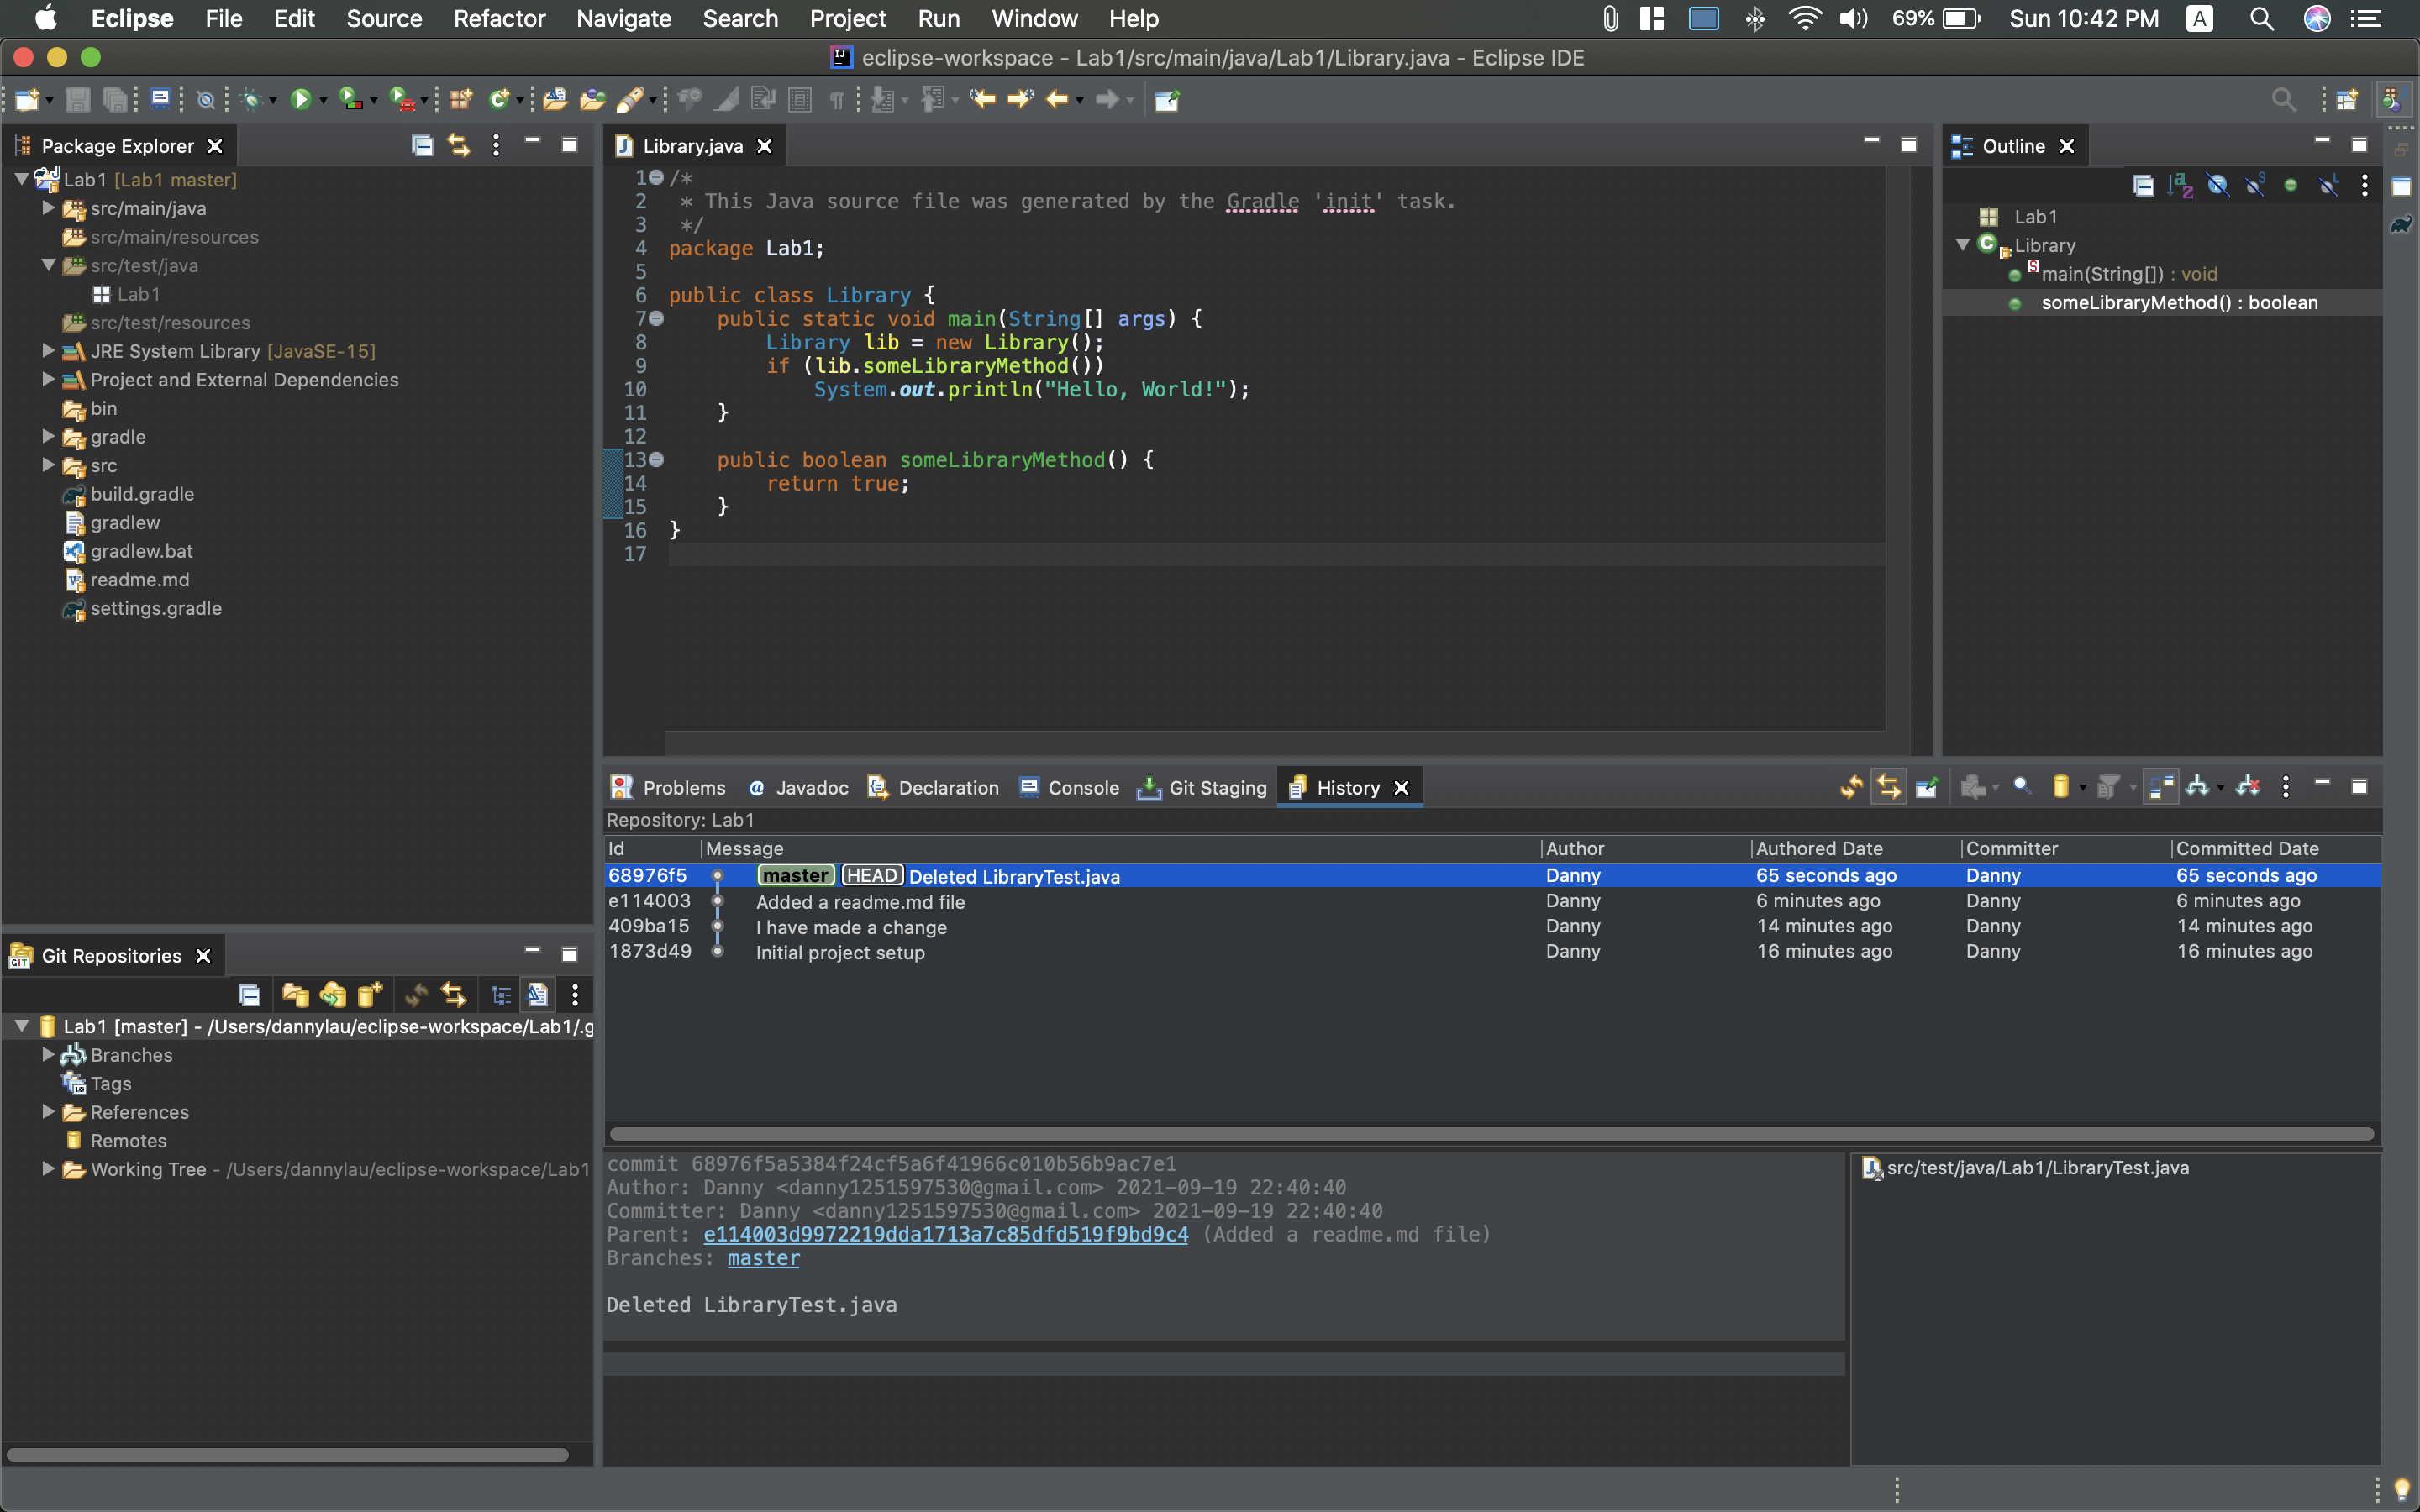 Eclipse File Edit Source Refactor Navigate Search Project Run Window Help 69% Sun 10:42 PM A
eclipse-workspace - Lab1/src/main/java/Lab1/Library.java - Eclipse IDE
Package Explorer
Lab1 [Lab1 master]
src/main/java
src/main/resources
src/test/java
Lab1
src/test/resources
JRE System Library [JavaSE-15]
Project and External Dependencies
bin
gradle
src
build.gradle
gradlew
gradlew.bat
readme.md
settings.gradle
Git Repositories
Lab1 [master] - /Users/dannylau/eclipse-workspace/Lab1/.g
Branches
Tags
References
Remotes
Working Tree - /Users/dannylau/eclipse-workspace/Lab1
Library.java
1 /*
2  * This Java source file was generated by the Gradle 'init' task.
3  */
4 package Lab1;
5
6 public class Library {
7     public static void main(String[] args) {
8         Library lib = new Library();
9         if (lib.someLibraryMethod())
10             System.out.println("Hello, World!");
11     }
12
13     public boolean someLibraryMethod() {
14         return true;
15     }
16 }
17
Outline
Lab1
Library
main(String[]) : void
someLibraryMethod() : boolean
Problems Javadoc Declaration Console Git Staging History
Repository: Lab1
Id Message Author Authored Date Committer Committed Date
68976f5 master HEAD Deleted LibraryTest.java Danny 65 seconds ago Danny 65 seconds ago
e114003 Added a readme.md file Danny 6 minutes ago Danny 6 minutes ago
409ba15 I have made a change Danny 14 minutes ago Danny 14 minutes ago
1873d49 Initial project setup Danny 16 minutes ago Danny 16 minutes ago
commit 68976f5a5384f24cf5a6f41966c010b56b9ac7e1
Author: Danny <danny1251597530@gmail.com> 2021-09-19 22:40:40
Committer: Danny <danny1251597530@gmail.com> 2021-09-19 22:40:40
Parent: e114003d9972219dda1713a7c85dfd519f9bd9c4 (Added a readme.md file)
Branches: master
Deleted LibraryTest.java
src/test/java/Lab1/LibraryTest.java